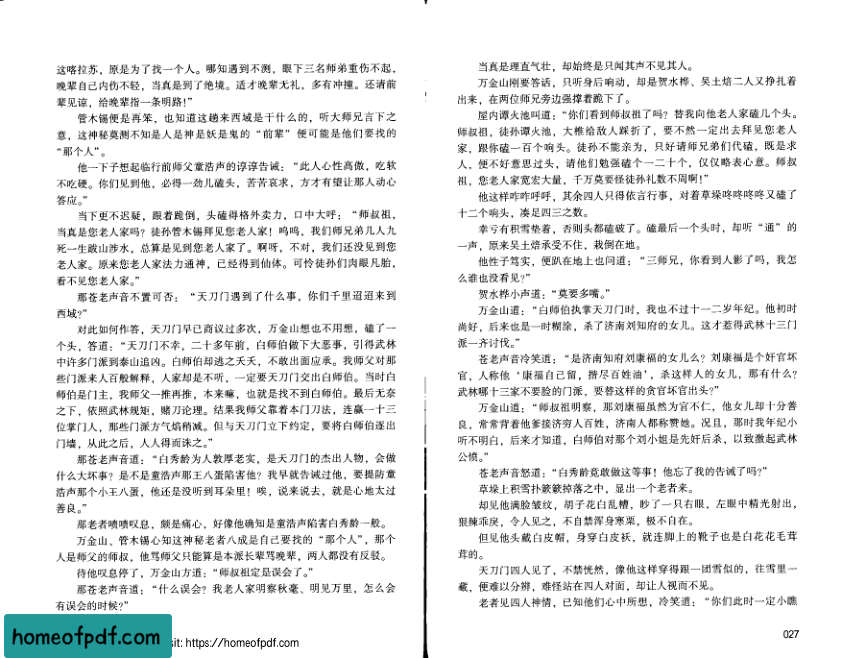 这喀拉苏，原是为了找一个人。哪知遇到不测，眼下三名师弟重伤不起，
晚辈自己内伤不轻，当真是到了绝境。适才晚辈无礼，多有冲撞。还请前
辈见谅，给晚辈指一条明路！”
管木锡便是再笨，也知道这趟来西域是干什么的，听大师兄言下之
意，这神秘莫测不知是人是神是妖是鬼的“前辈”便可能是他们要找的
“那个人”。
他一下子想起临行前师父童浩声的谆谆告诫：“此人心性高傲，吃软
不吃硬。你们见到他，必得一劲儿磕头，苦苦哀求，方才有望让那人动心
答应。”
当下更不迟疑，跟着跪倒，头磕得格外卖力，口中大呼：“师叔祖，
当真是您老人家吗？徒孙管木锡拜见您老人家！呜呜，我们师兄弟几人九
死一生跋山涉水，总算是见到您老人家了。啊呀，不对，我们还没见到您
老人家。原来您老人家法力通神，已经得到仙体。可怜徒孙们肉眼凡胎，
看不见您老人家。”
那苍老声音不置可否：“天刀门遇到了什么事，你们千里迢迢来到
西域？”
对此如何作答，天刀门早已商议过多次，万金山想也不用想，磕了一
个头，答道：“天刀门不幸，二十多年前，白师伯做下大恶事，引得武林
中许多门派到泰山追凶。白师伯却逃之夭夭，不敢出面应承。我师父对那
些门派来人百般解释，人家却是不听，一定要天刀门交出白师伯。当时白
师伯是门主，我师父一推再推，本来嘛，也就是找不到白师伯。最后无奈
之下，依照武林规矩，赌刀论理。结果我师父靠着本门刀法，连赢一十三
位掌门人，那些门派方气焰稍减。但与天刀门立下约定，要将白师伯逐出
门墙，从此之后，人人得而诛之。”
那苍老声音道：“白秀龄为人敦厚老实，是天刀门的杰出人物，会做
什么大坏事？是不是童浩声那王八蛋陷害他？我早就告诫过他，要提防童
浩声那个小王八蛋，他还是没听到耳朵里！唉，说来说去，就是心地太过
善良。”
那老者啧啧叹息，颇是痛心，好像他确知是童浩声陷害白秀龄一般。
万金山、管木锡心知这神秘老者八成是自己要找的“那个人”，那个
人是师父的师叔，他骂师父只能算是本派长辈骂晚辈，两人都没有反驳。
待他叹息停了，万金山方道：“师叔祖定是误会了。”
那苍老声音道：“什么误会？我老人家明察秋毫、明见万里，怎么会
有误会的时候？”
homeofpdf.com
sit: https://homeofpdf.com
当真是理直气壮，却始终是只闻其声不见其人。
万金山刚要答话，只听身后响动，却是贺水桦、吴土焙二人又挣扎着
出来，在两位师兄旁边强撑着跪下了。
屋内谭火池叫道：“你们看到师叔祖了吗？替我向他老人家磕几个头。
师叔祖，徒孙谭火池，大椎给敌人踩折了，要不然一定出去拜见您老人
家，跟你磕一百个响头。徒孙不能亲为，只好请师兄弟们代磕，既是求
人，便不好意思过头，请他们勉强磕个一二十个，仅仅略表心意。师叔
祖，您老人家宽宏大量，千万莫要怪徒孙礼数不周啊！”
他这样咋咋呼呼，其余四人只得依言行事，对着草垛咚咚咚咚又磕了
十二个响头，凑足四三之数。
幸亏有积雪垫着，否则头都磕破了。磕最后一个头时，却听“通”的
一声，原来吴土焙承受不住，栽倒在地。
他性子笃实，便趴在地上也问道：“三师兄，你看到人影了吗，我怎
么谁也没看见？”
贺水桦小声道：“莫要多嘴。”
万金山道：“白师伯执掌天刀门时，我也不过十一二岁年纪。他初时
尚好，后来也是一时糊涂，杀了济南刘知府的女儿。这才惹得武林十三门
派一齐讨伐。”
苍老声音冷笑道：“是济南知府刘康福的女儿么？刘康福是个奸官坏
官，人称他‘康福自己留，揩尽百姓油’，杀这样人的女儿，那有什么？
武林哪十三家不要脸的门派，要替这样的贪官坏官出头？”
万金山道：“师叔祖明察，那刘康福虽然为官不仁，他女儿却十分善
良，常常背着他爹接济穷人百姓，济南人都称赞她。况且，那时我年纪小
听不明白，后来才知道，白师伯对那个刘小姐是先奸后杀，以致激起武林
公愤。”
苍老声音怒道：“白秀龄竟敢做这等事！他忘了我的告诫了吗？”
草垛上积雪扑簌簌掉落之中，显出一个老者来。
却见他满脸皱纹，胡子花白乱糟，眇了一只右眼，左眼中精光射出，
狠辣乖戾，令人见之，不自禁浑身寒栗，极不自在。
但见他头戴白皮帽，身穿白皮袄，就连脚上的靴子也是白花花毛茸
茸的。
天刀门四人见了，不禁恍然，像他这样穿得跟一团雪似的，往雪里一
藏，便难以分辨，难怪站在四人对面，却让人视而不见。
老者见四人神情，已知他们心中所想，冷笑道：“你们此时一定小瞧
027